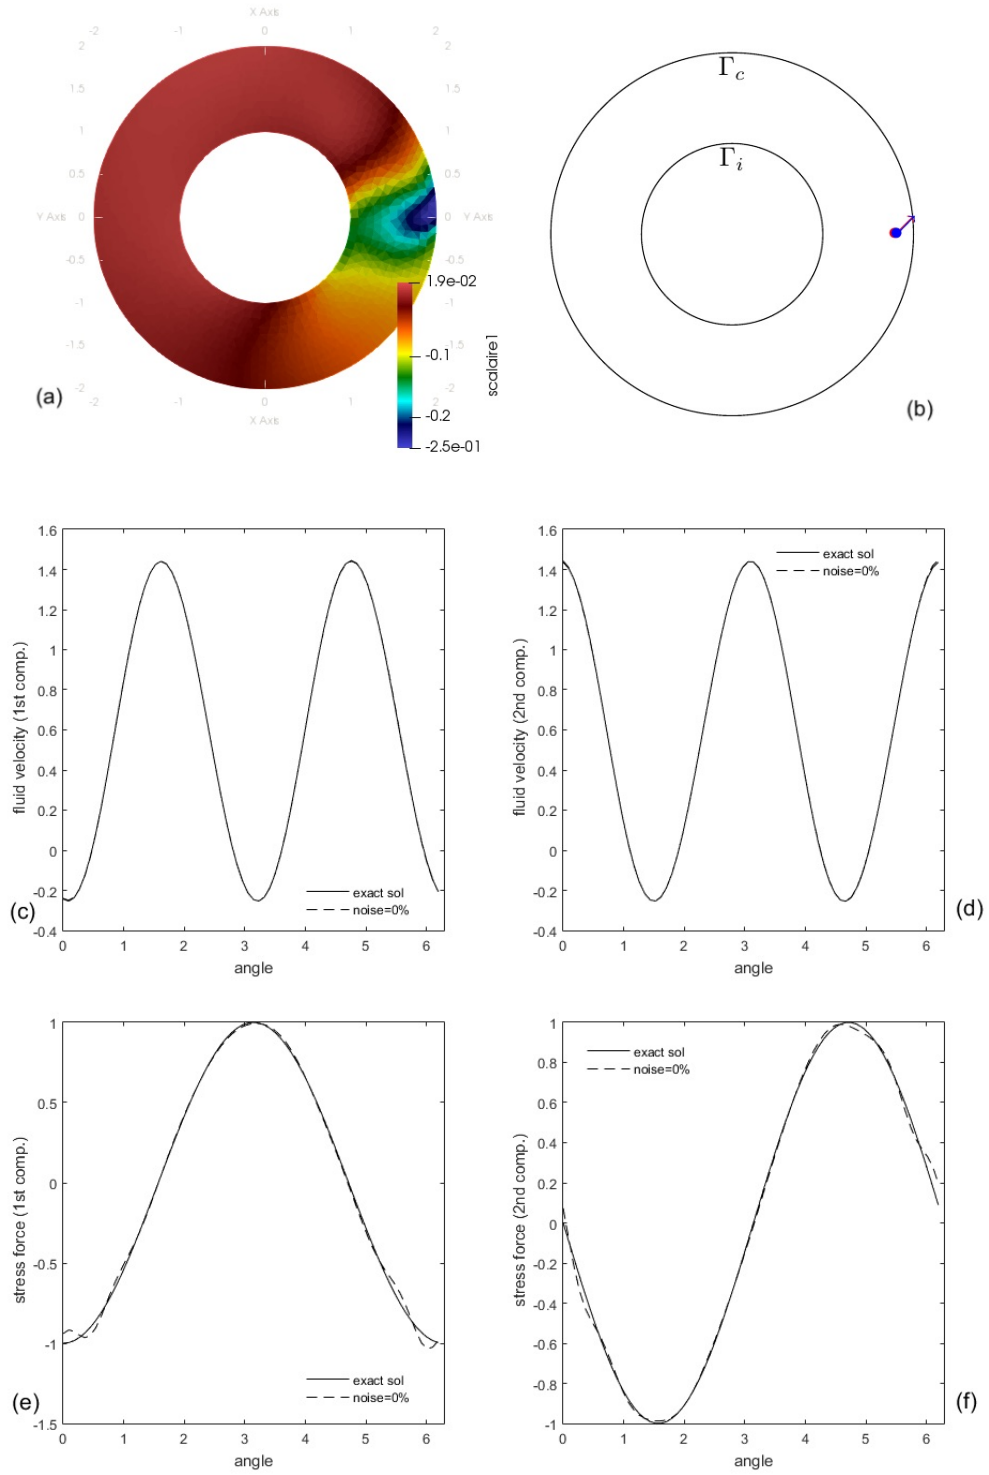 X Axis
-2 -1 0 1 2
2
1.5 1.5
1 1
0.5 0.5
Y Axis 0 0 Y Axis
-0.5 -0.5
-1 -1
-1.5 -1.5
-2 -2
-2 -1 0 1 2
X Axis
1.9e-02
-0.1
-0.2
-2.5e-01
scalaire1
(a)
Γc
Γi
(b)
1.6
1.4
1.2
1
0.8
0.6
0.4
0.2
0
-0.2
-0.4
fluid velocity (1st comp.)
exact sol
noise=0%
0 1 2 3 4 5 6
angle
(c)
1.6
1.4
1.2
1
0.8
0.6
0.4
0.2
0
-0.2
-0.4
fluid velocity (2nd comp.)
exact sol
noise=0%
0 1 2 3 4 5 6
angle
(d)
1
0.5
0
-0.5
-1
-1.5
stress force (1st comp.)
exact sol
noise=0%
0 1 2 3 4 5 6
angle
(e)
1
0.8
0.6
0.4
0.2
0
-0.2
-0.4
-0.6
-0.8
-1
stress force (2nd comp.)
exact sol
noise=0%
0 1 2 3 4 5 6
angle
(f)